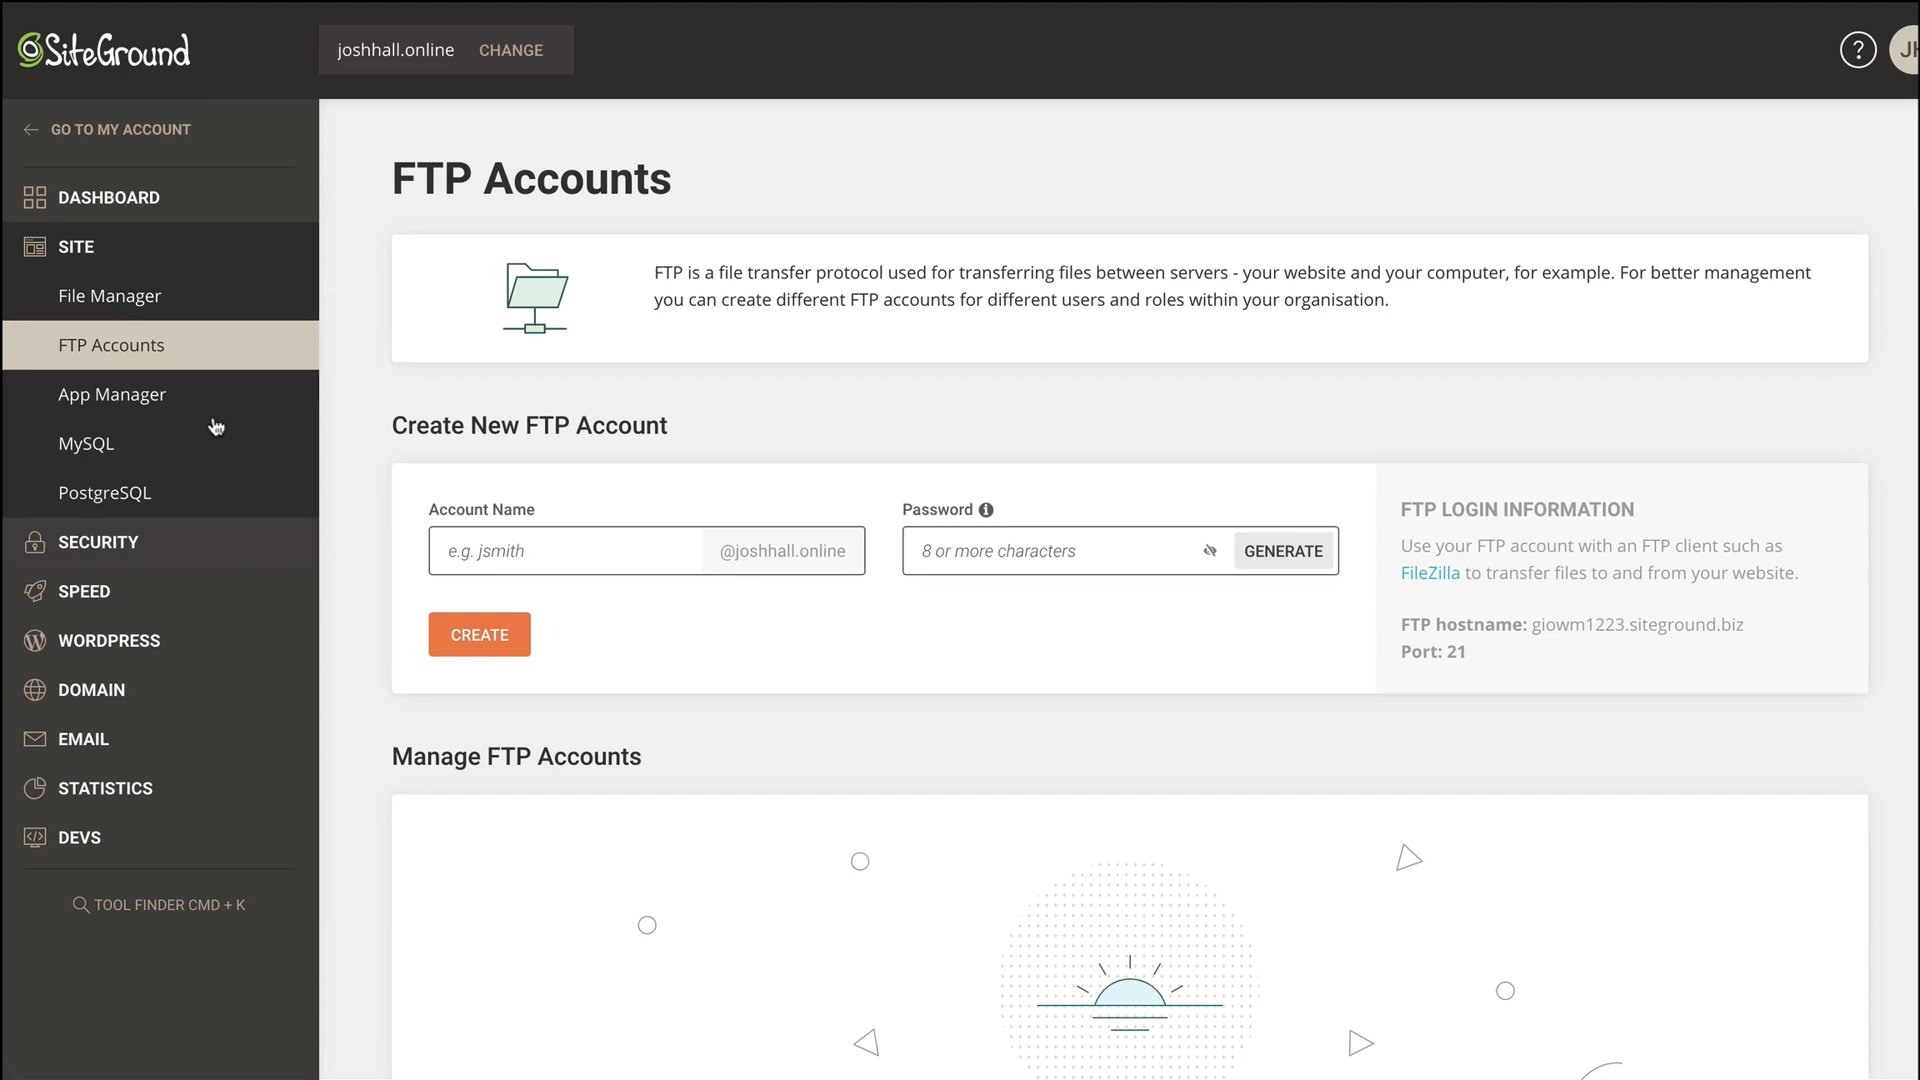 SiteGround
joshhall.online CHANGE
?
GO TO MY ACCOUNT
DASHBOARD
SITE
File Manager
FTP Accounts
App Manager
MySQL
PostgreSQL
SECURITY
SPEED
WORDPRESS
DOMAIN
EMAIL
STATISTICS
DEVS
TOOL FINDER CMD + K
FTP Accounts
FTP is a file transfer protocol used for transferring files between servers - your website and your computer, for example. For better management
you can create different FTP accounts for different users and roles within your organisation.
Create New FTP Account
Account Name
e.g. jsmith @joshhall.online
Password
8 or more characters GENERATE
CREATE
FTP LOGIN INFORMATION
Use your FTP account with an FTP client such as
FileZilla to transfer files to and from your website.
FTP hostname: giowm1223.siteground.biz
Port: 21
Manage FTP Accounts